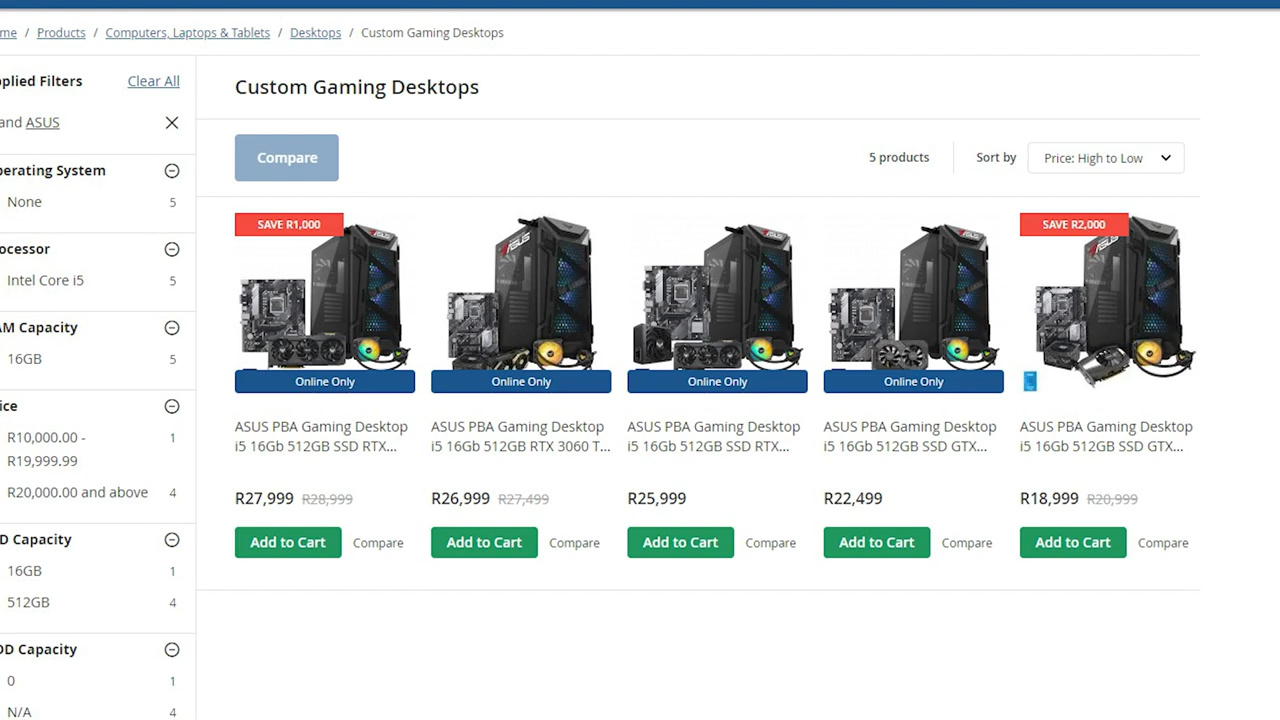 me / Products / Computers, Laptops & Tablets / Desktops / Custom Gaming Desktops
plied Filters Clear All
and ASUS
perating System
None 5
ocessor
Intel Core i5 5
AM Capacity
16GB 5
ice
R10,000.00 - 1
R19,999.99
R20,000.00 and above 4
D Capacity
16GB 1
512GB 4
DD Capacity
0 1
N/A 4
Custom Gaming Desktops
Compare
5 products
Sort by
Price: High to Low
SAVE R1,000
Online Only
ASUS PBA Gaming Desktop
i5 16Gb 512GB SSD RTX...
R27,999 R28,999
Add to Cart Compare
ASUS
Online Only
ASUS PBA Gaming Desktop
i5 16Gb 512GB RTX 3060 T...
R26,999 R27,499
Add to Cart Compare
ASUS
Online Only
ASUS PBA Gaming Desktop
i5 16Gb 512GB SSD RTX...
R25,999
Add to Cart Compare
ASUS
Online Only
ASUS PBA Gaming Desktop
i5 16Gb 512GB SSD GTX...
R22,499
Add to Cart Compare
SAVE R2,000
ASUS
ASUS PBA Gaming Desktop
i5 16Gb 512GB SSD GTX...
R18,999 R20,999
Add to Cart Compare